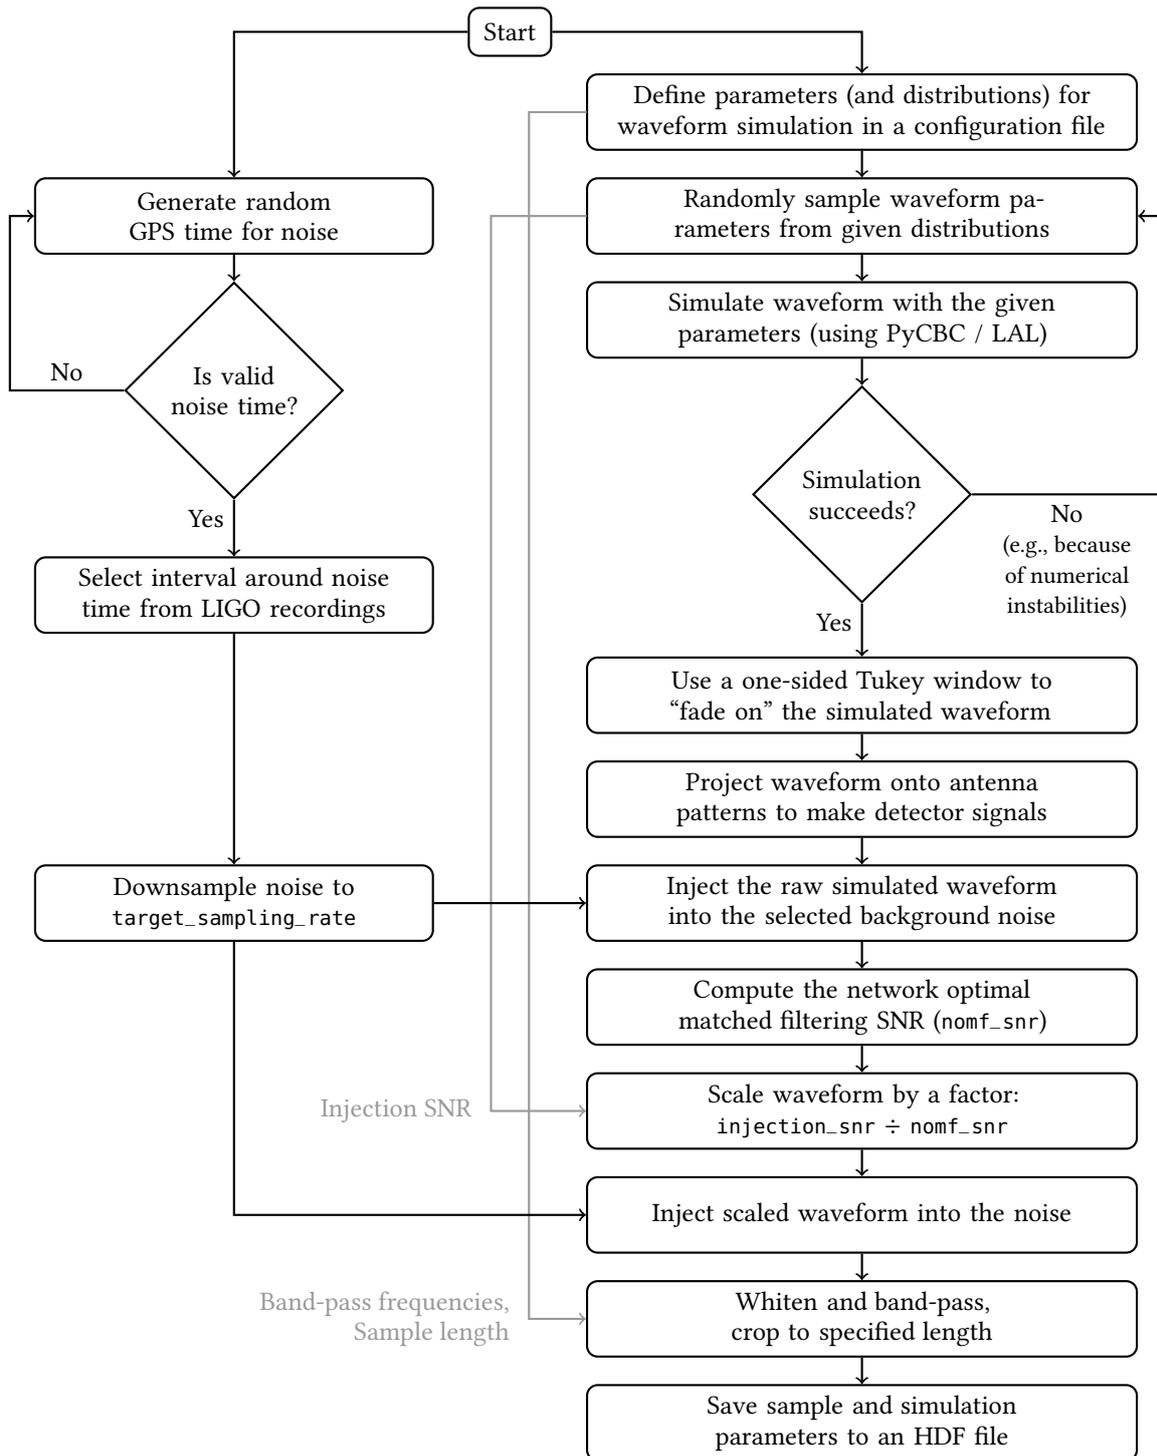 Start
Define parameters (and distributions) for
waveform simulation in a configuration file
Generate random
GPS time for noise
Randomly sample waveform pa-
rameters from given distributions
Simulate waveform with the given
parameters (using PyCBC / LAL)
No
Is valid
noise time?
Yes
Simulation
succeeds?
No
(e.g., because
of numerical
instabilities)
Select interval around noise
time from LIGO recordings
Yes
Use a one-sided Tukey window to
“fade on” the simulated waveform
Project waveform onto antenna
patterns to make detector signals
Downsample noise to
target_sampling_rate
Inject the raw simulated waveform
into the selected background noise
Compute the network optimal
matched filtering SNR (nomf_snr)
Injection SNR
Scale waveform by a factor:
injection_snr ÷ nomf_snr
Inject scaled waveform into the noise
Band-pass frequencies,
Sample length
Whiten and band-pass,
crop to specified length
Save sample and simulation
parameters to an HDF file